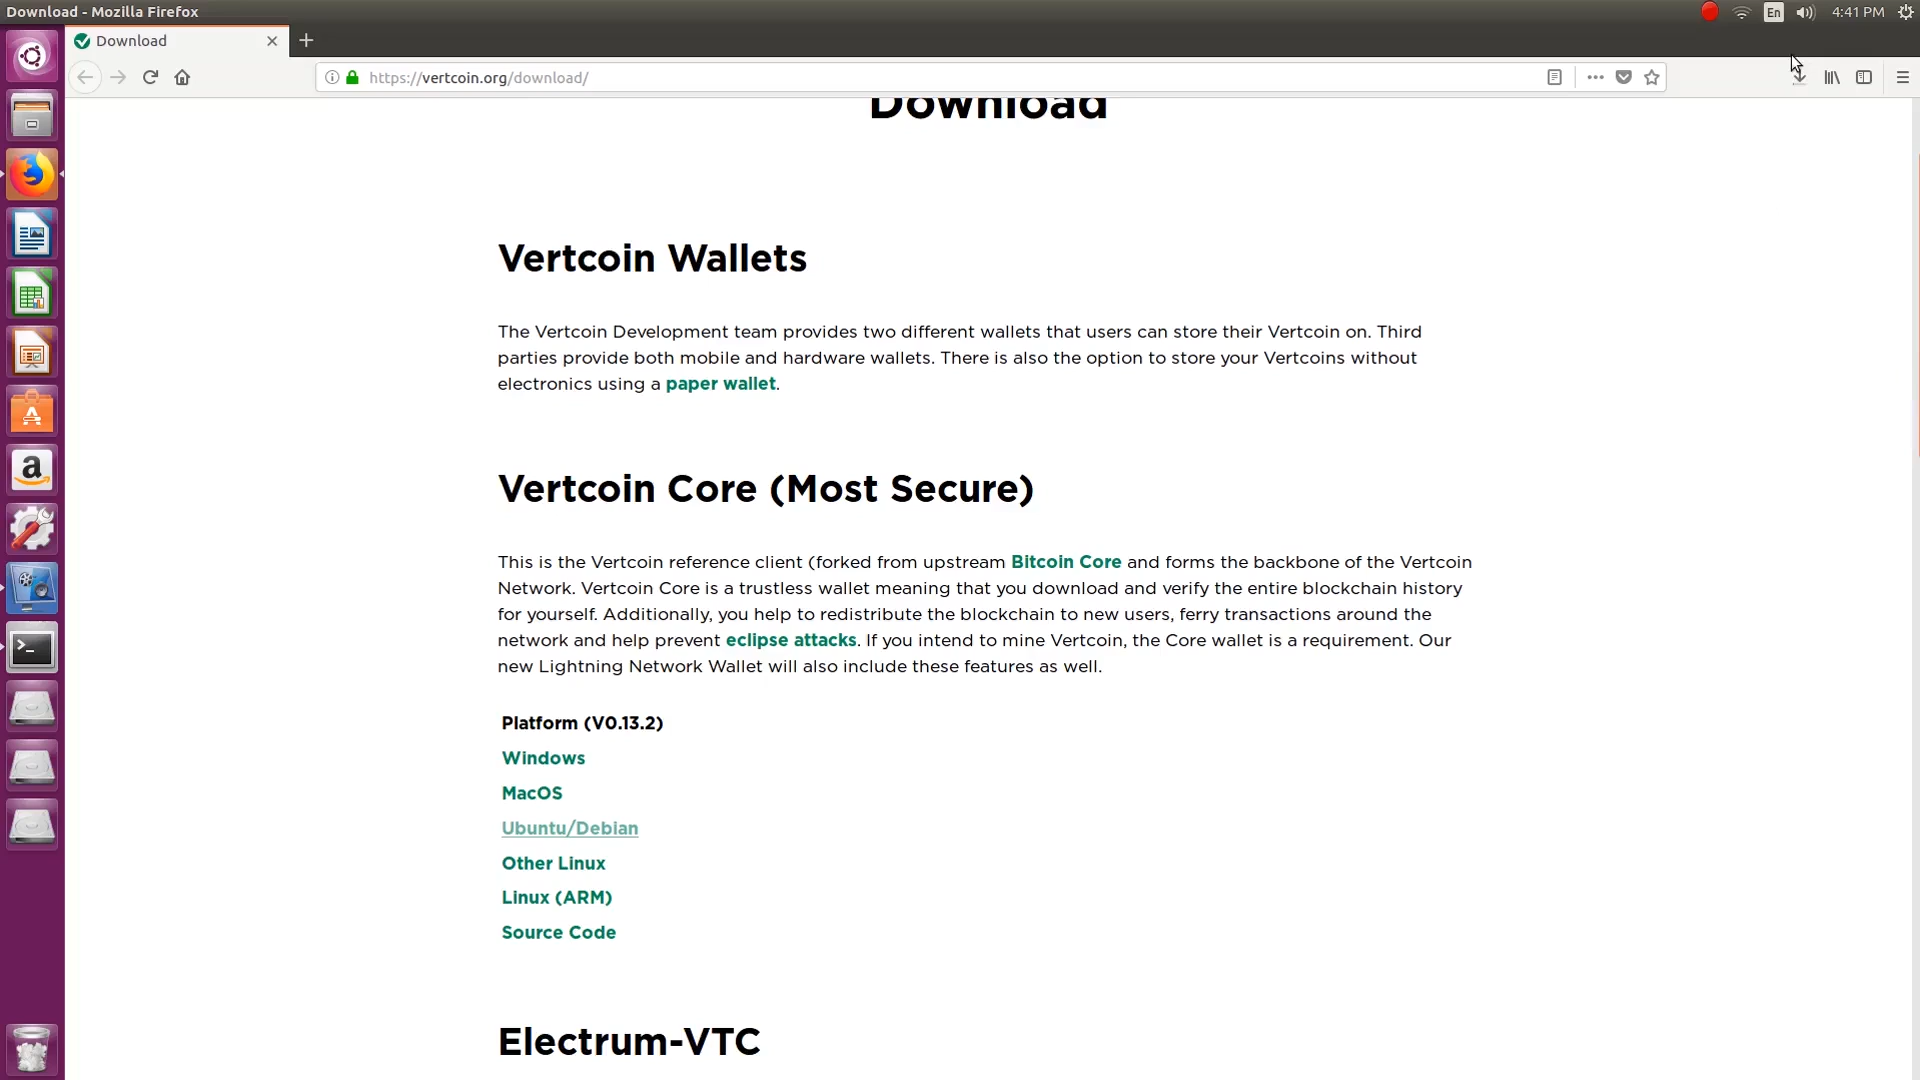 Download - Mozilla Firefox
En
4:41 PM
Download
https://vertcoin.org/download/
Download
Vertcoin Wallets
The Vertcoin Development team provides two different wallets that users can store their Vertcoin on. Third
parties provide both mobile and hardware wallets. There is also the option to store your Vertcoins without
electronics using a paper wallet.
Vertcoin Core (Most Secure)
This is the Vertcoin reference client (forked from upstream Bitcoin Core and forms the backbone of the Vertcoin
Network. Vertcoin Core is a trustless wallet meaning that you download and verify the entire blockchain history
for yourself. Additionally, you help to redistribute the blockchain to new users, ferry transactions around the
network and help prevent eclipse attacks. If you intend to mine Vertcoin, the Core wallet is a requirement. Our
new Lightning Network Wallet will also include these features as well.
Platform (V0.13.2)
Windows
MacOS
Ubuntu/Debian
Other Linux
Linux (ARM)
Source Code
Electrum-VTC